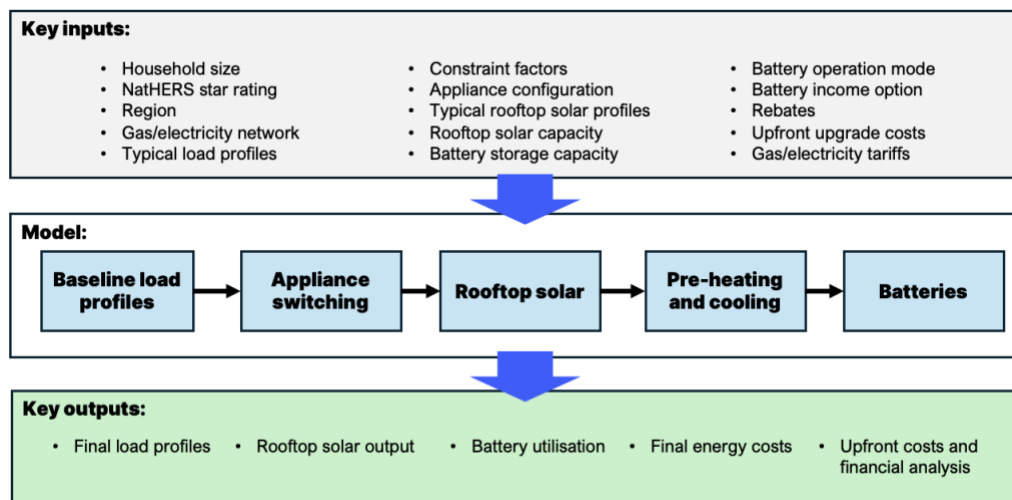 Key inputs:
• Household size
• NatHERS star rating
• Region
• Gas/electricity network
• Typical load profiles
• Constraint factors
• Appliance configuration
• Typical rooftop solar profiles
• Rooftop solar capacity
• Battery storage capacity
• Battery operation mode
• Battery income option
• Rebates
• Upfront upgrade costs
• Gas/electricity tariffs
Model:
Baseline load
profiles
Appliance
switching
Rooftop solar
Pre-heating
and cooling
Batteries
Key outputs:
• Final load profiles
• Rooftop solar output
• Battery utilisation
• Final energy costs
• Upfront costs and
financial analysis